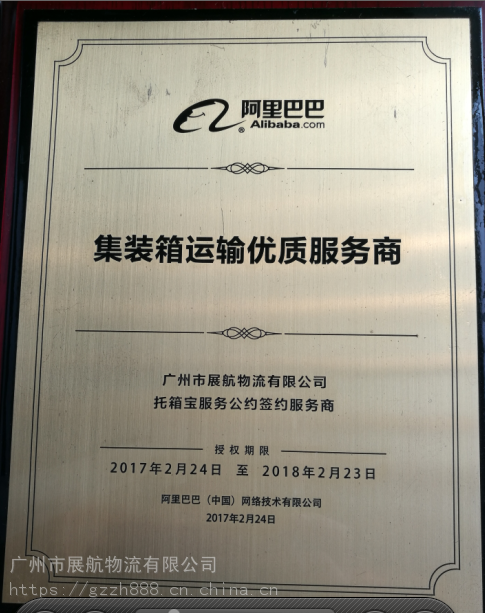 阿里巴巴
®Alibaba.com
集装箱运输优质服务商
广州市展航物流有限公司
托箱宝服务公约签约服务商
授权期限
2017年2月24日 至 2018年2月23日
阿里巴巴（中国）网络技术有限公司
2017年2月24日
广州市展航物流有限公司
https://gzzh888.cn.china.cn